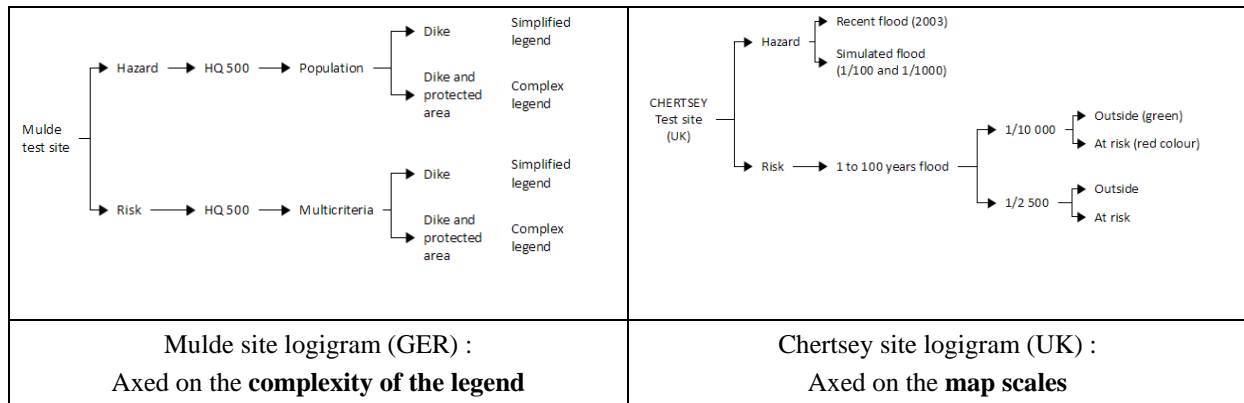 Dike
Simplified
legend
Hazard
HQ 500
Population
Dike and
protected
area
Complex
legend
Mulde
test site
Dike
Simplified
legend
Risk
HQ 500
Multicriteria
Dike and
protected
area
Complex
legend
Recent flood (2003)
Hazard
Simulated flood
(1/100 and 1/1000)
CHERTSEY
Test site
(UK)
Outside (green)
1/10 000
At risk (red colour)
Risk
1 to 100 years flood
Outside
1/2 500
At risk
Mulde site logigram (GER) :
Axed on the complexity of the legend
Chertsey site logigram (UK) :
Axed on the map scales